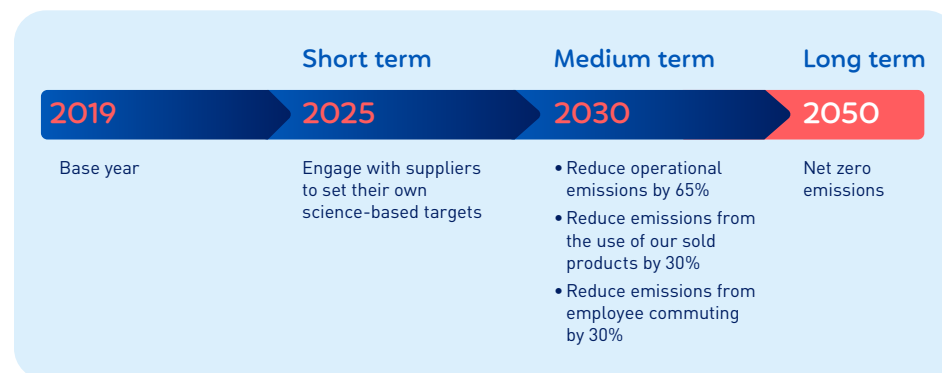 Short term
Medium term
Long term
2019
2025
2030
2050
Base year
Engage with suppliers
to set their own
science-based targets
• Reduce operational
emissions by 65%
• Reduce emissions from
the use of our sold
products by 30%
• Reduce emissions from
employee commuting
by 30%
Net zero
emissions